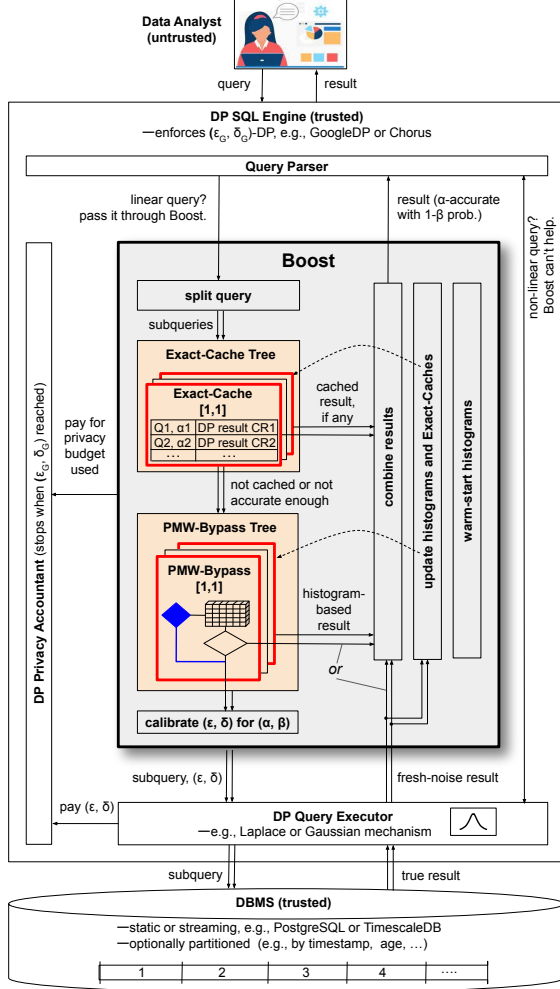 Data Analyst
(untrusted)
query
result
DP SQL Engine (trusted)
—enforces (εG, δG)-DP, e.g., GoogleDP or Chorus
Query Parser
linear query?
pass it through Boost.
result (α-accurate
with 1-β prob.)
non-linear query?
Boost can't help.
DP Privacy Accountant (stops when (εG, δG) reached)
Boost
split query
subqueries
Exact-Cache Tree
Exact-Cache
[1,1]
Q1, α1 DP result CR1
Q2, α2 DP result CR2
... ...
cached
result,
if any
pay for
privacy
budget
used
not cached or not
accurate enough
PMW-Bypass Tree
PMW-Bypass
[1,1]
histogram-
based
result
or
combine results
update histograms and Exact-Caches
warm-start histograms
calibrate (ε, δ) for (α, β)
subquery, (ε, δ)
fresh-noise result
pay (ε, δ)
DP Query Executor
—e.g., Laplace or Gaussian mechanism
subquery
true result
DBMS (trusted)
—static or streaming, e.g., PostgreSQL or TimescaleDB
—optionally partitioned (e.g., by timestamp, age, …)
1 2 3 4 ....